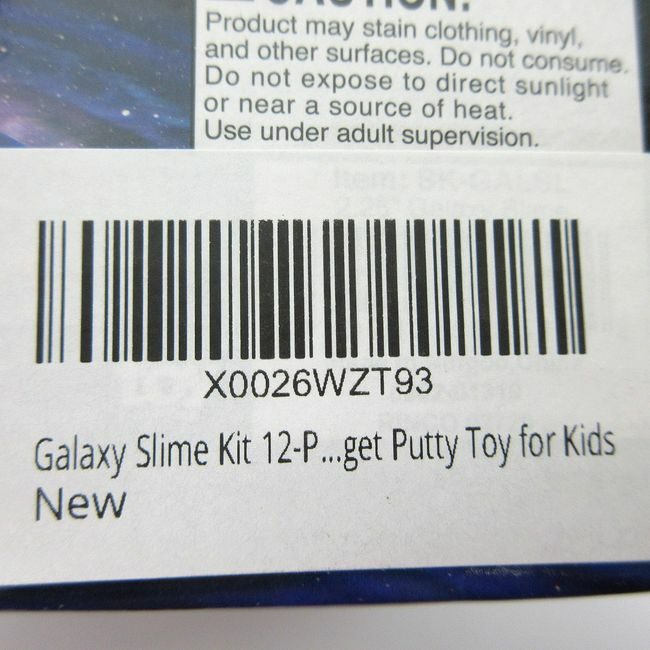 CAUTION:
Product may stain clothing, vinyl,
and other surfaces. Do not consume.
Do not expose to direct sunlight
or near a source of heat.
Use under adult supervision.
X0026WZT93
Galaxy Slime Kit 12-P...get Putty Toy for Kids
New